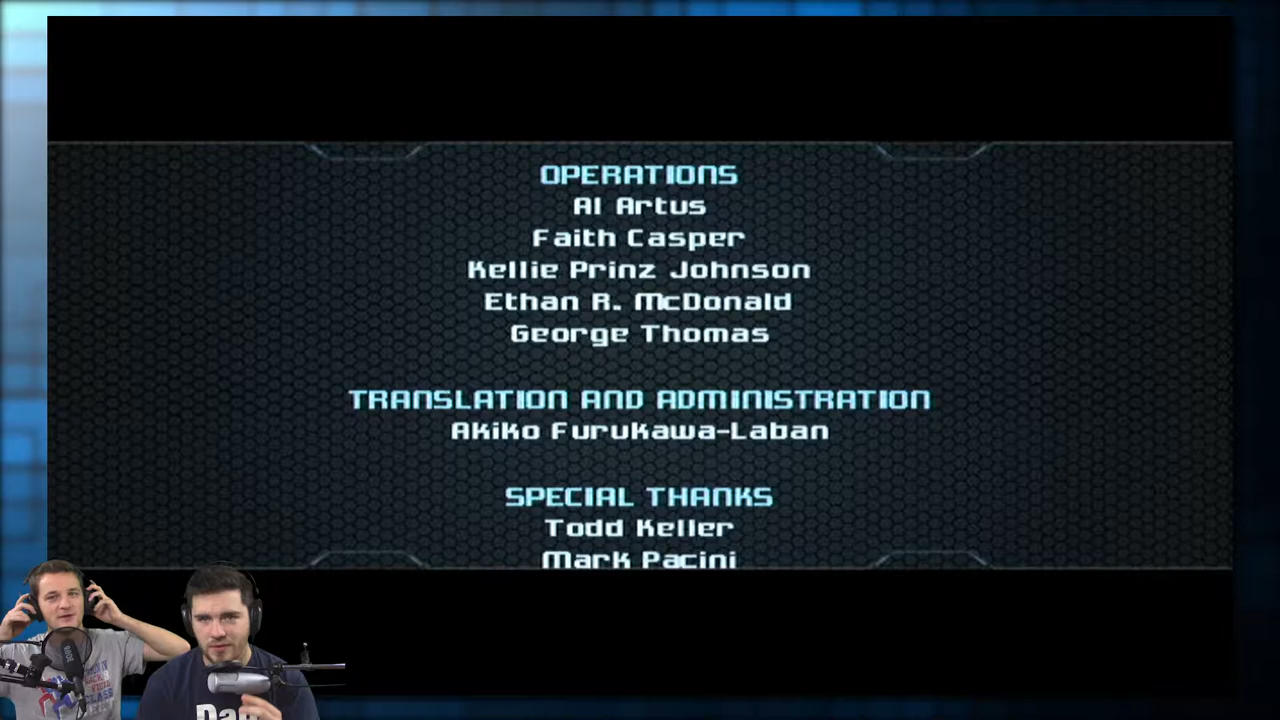 OPERATIONS
Al Artus
Faith Casper
Kellie Prinz Johnson
Ethan R. McDonald
George Thomas
TRANSLATION AND ADMINISTRATION
Akiko Furukawa-Laban
SPECIAL THANKS
Todd Keller
Mark Pacini